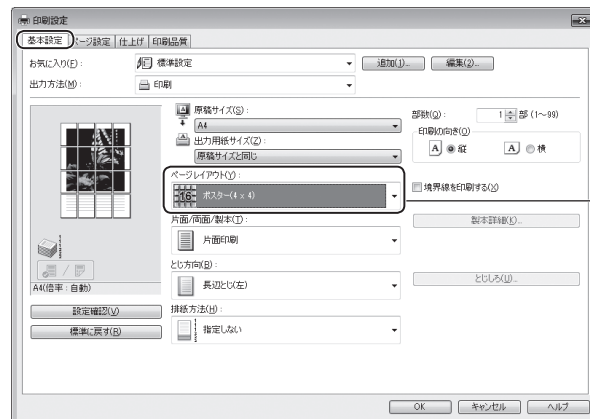 印刷設定
基本設定 ページ設定 仕上げ 印刷品質
お気に入り(F): 標準設定 追加(1)... 編集(2)...
出力方法(M): 印刷
原稿サイズ(S):
A4
出力用紙サイズ(Z):
原稿サイズと同じ
部数(Q): 1 部 (1~99)
印刷の向き(O)
A 縦 A 横
ページレイアウト(Y):
16 ポスター(4 x 4)
境界線を印刷する(X)
片面/両面/製本(T):
片面印刷
製本詳細(K)...
とじ方向(B):
長辺とじ(左)
とじしろ(U)...
A4(倍率: 自動)
設定確認(V)
標準に戻す(R)
排紙方法(H):
指定しない
OK キャンセル ヘルプ